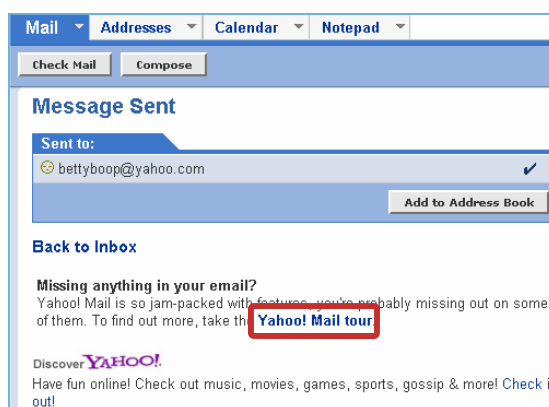 Mail Addresses Calendar Notepad
Check Mail Compose
Message Sent
Sent to:
bettyboop@yahoo.com
Add to Address Book
Back to Inbox
Missing anything in your email?
Yahoo! Mail is so jam-packed with features, you're probably missing out on some
of them. To find out more, take the Yahoo! Mail tour.
Discover YAHOO!
Have fun online! Check out music, movies, games, sports, gossip & more! Check i
out!